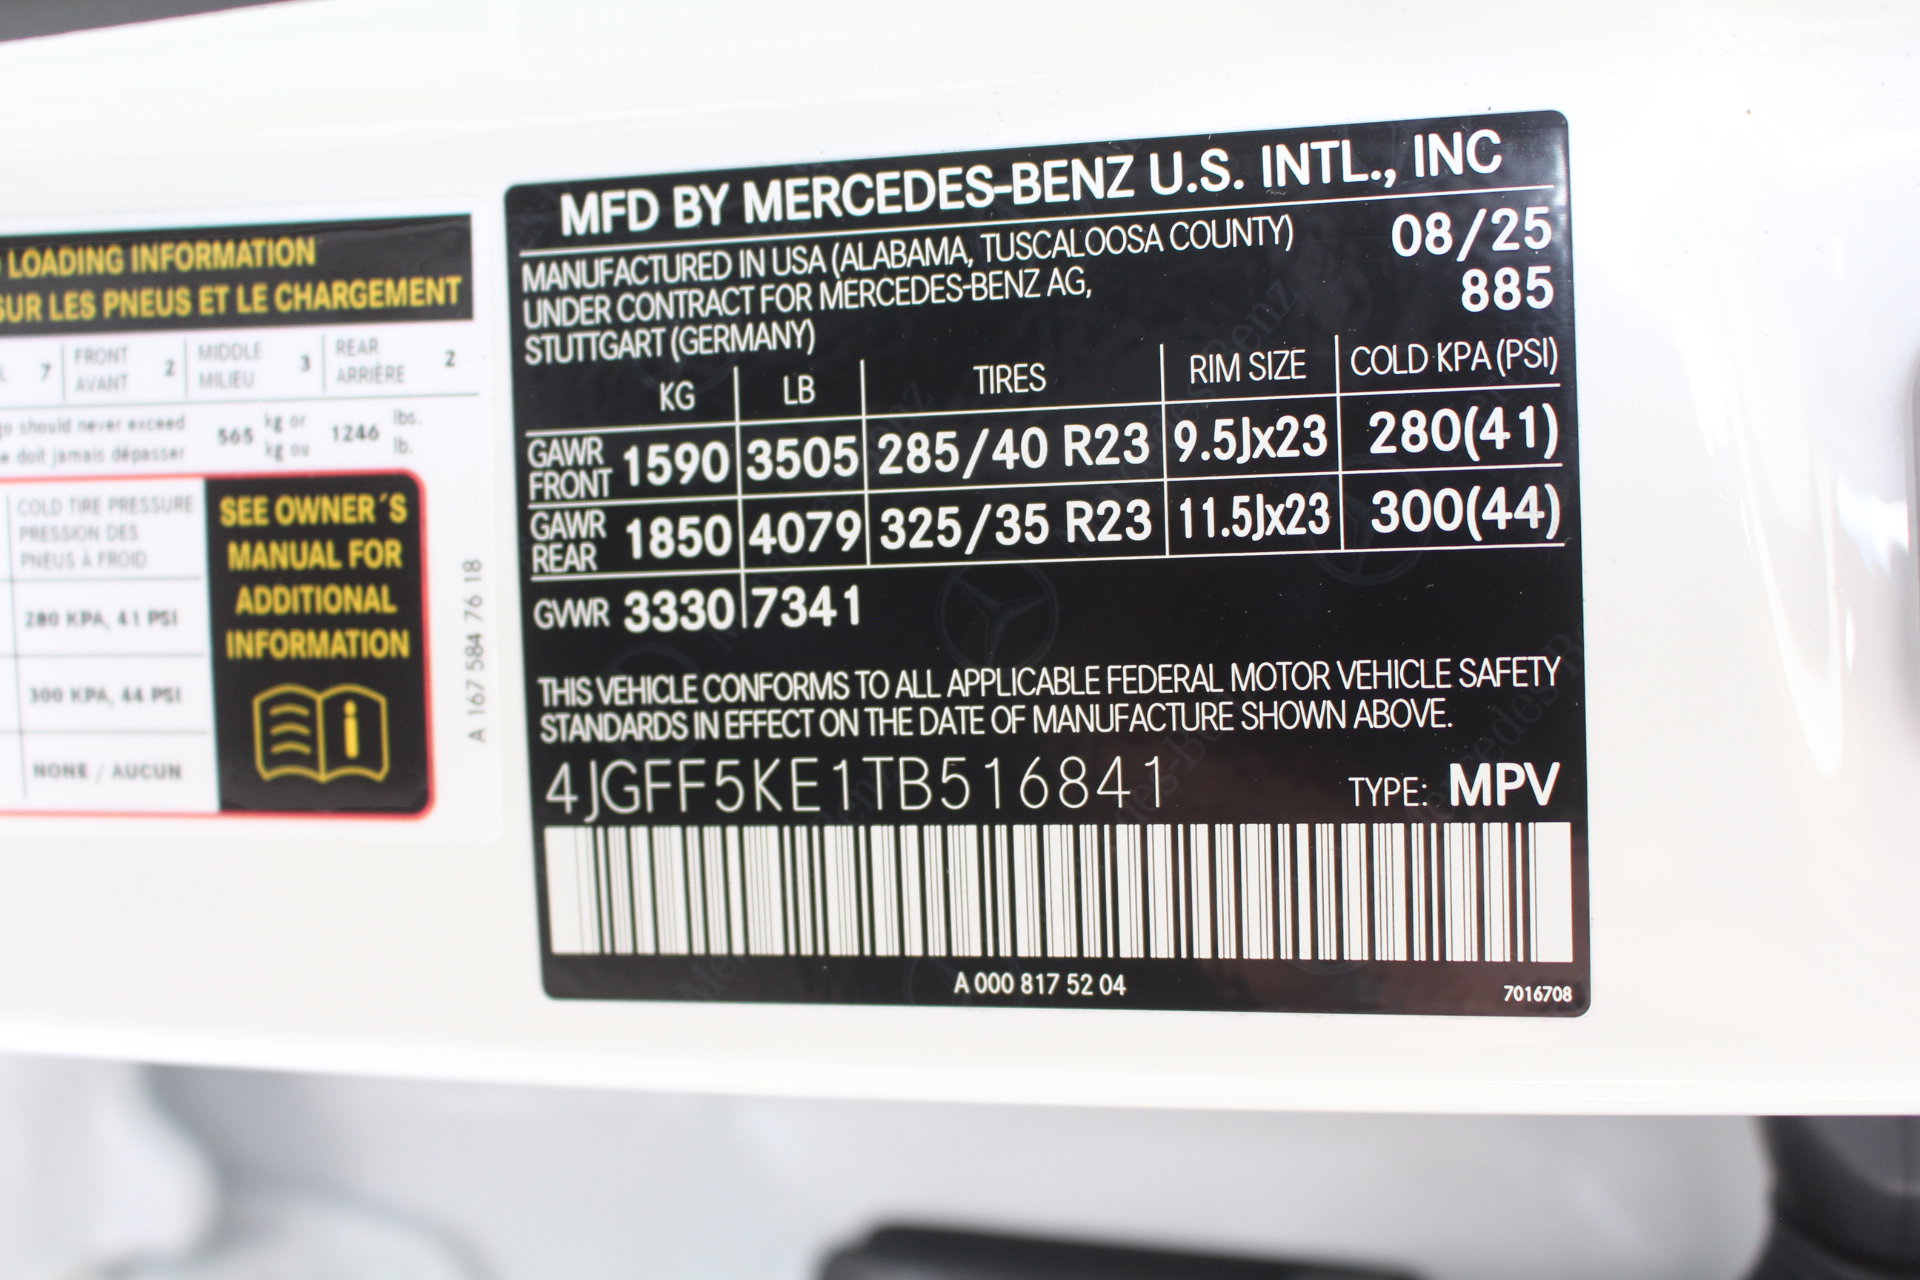 LOADING INFORMATION
SUR LES PNEUS ET LE CHARGEMENT
7 FRONT AVANT 2 MIDDLE MILIEU 3 REAR ARRIÈRE 2
should never exceed 565 kg or 1246 lbs.
doit jamais dépasser kg ou lb.
COLD TIRE PRESSURE
PRESSION DES
PNEUS À FROID
280 KPA, 41 PSI
300 KPA, 44 PSI
NONE / AUCUN
SEE OWNER´S
MANUAL FOR
ADDITIONAL
INFORMATION
A 167 584 76 18
MFD BY MERCEDES-BENZ U.S. INTL., INC
MANUFACTURED IN USA (ALABAMA, TUSCALOOSA COUNTY) 08/25
UNDER CONTRACT FOR MERCEDES-BENZ AG, 885
STUTTGART (GERMANY)
KG LB TIRES RIM SIZE COLD KPA (PSI)
GAWR FRONT 1590 3505 285/40 R23 9.5Jx23 280(41)
GAWR REAR 1850 4079 325/35 R23 11.5Jx23 300(44)
GVWR 3330 7341
THIS VEHICLE CONFORMS TO ALL APPLICABLE FEDERAL MOTOR VEHICLE SAFETY
STANDARDS IN EFFECT ON THE DATE OF MANUFACTURE SHOWN ABOVE.
4JGFF5KE1TB516841 TYPE: MPV
A 000 817 52 04
7016708